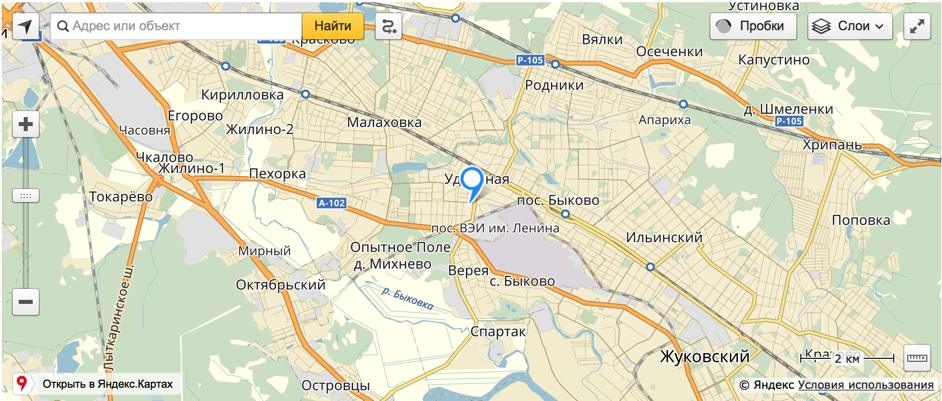 Адрес или объект
Найти
Пробки
Слои
Устиновка
Красково
Вялки
Осеченки
Капустино
Р-105
Родники
Кирилловка
Егорово
Часовня
Жилино-2
Малаховка
Апариха
д. Шмеленки
Р-105
Хрипань
Чкалово
Жилино-1
Пехорка
Токарёво
А-102
пос. Быково
Поповка
пос. ВЭИ им. Ленина
Ильинский
Мирный
Опытное Поле
д. Михнево
Верея
с. Быково
Октябрьский
р. Быковка
Лыткаринское ш.
Спартак
Жуковский
2 км
Островцы
Открыть в Яндекс.Картах
© Яндекс Условия использования